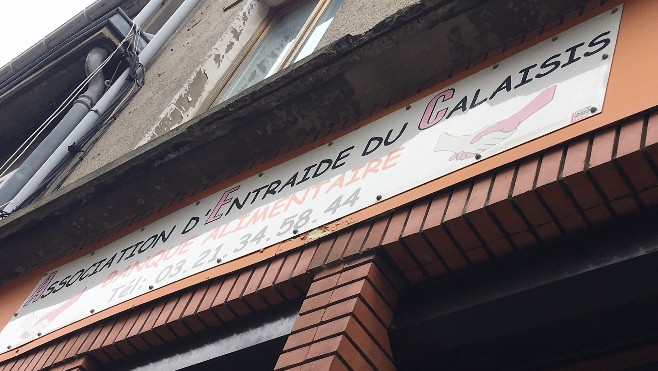 ASSOCIATION D'ENTRAIDE DU CALAISIS
BANQUE ALIMENTAIRE
Tél: 03. 21. 34. 58. 44